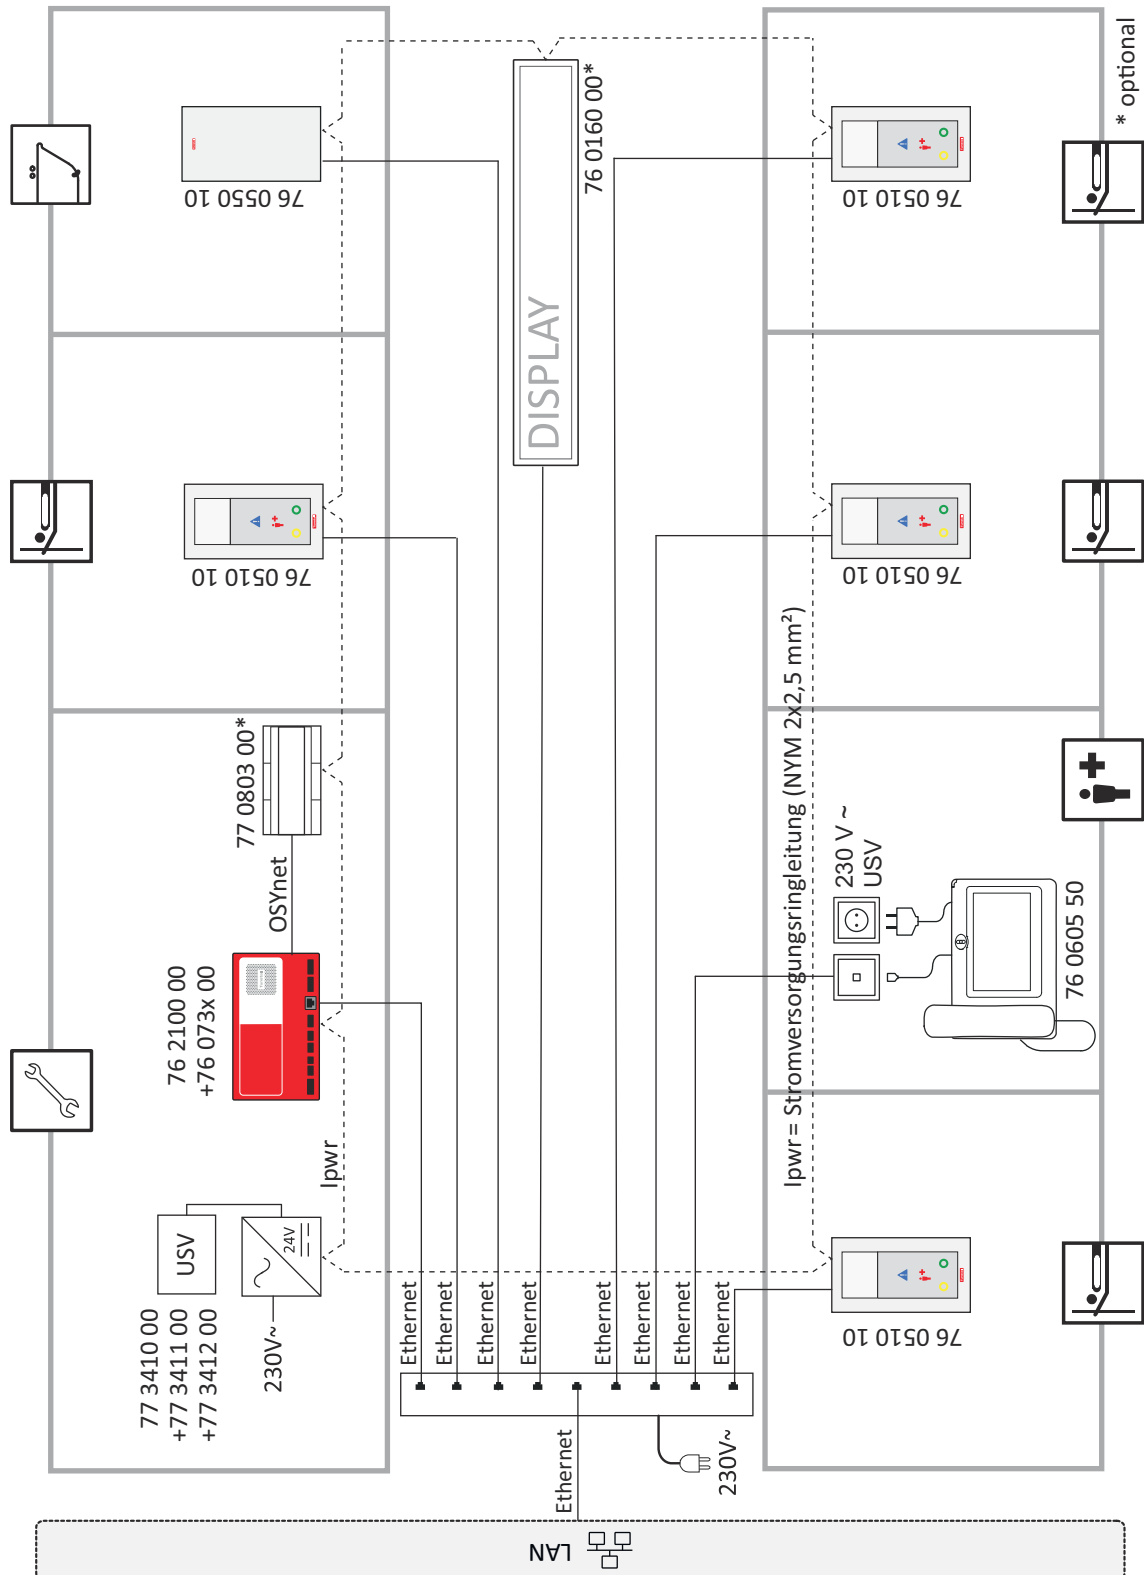 76 0550 10
76 0510 10
77 0803 00*
OSYnet
76 2100 00
+76 073x 00
Ipwr
USV
24V
77 3410 00
+77 3411 00
+77 3412 00
230V~
DISPLAY
76 0160 00*
Ethernet
Ethernet
Ethernet
Ethernet
Ethernet
Ethernet
Ethernet
Ethernet
Ethernet
230V~
LAN
Ipwr= Stromversorgungsringleitung (NYM 2x2,5 mm²)
76 0510 10
76 0510 10
230 V ~
USV
76 0605 50
76 0510 10
* optional